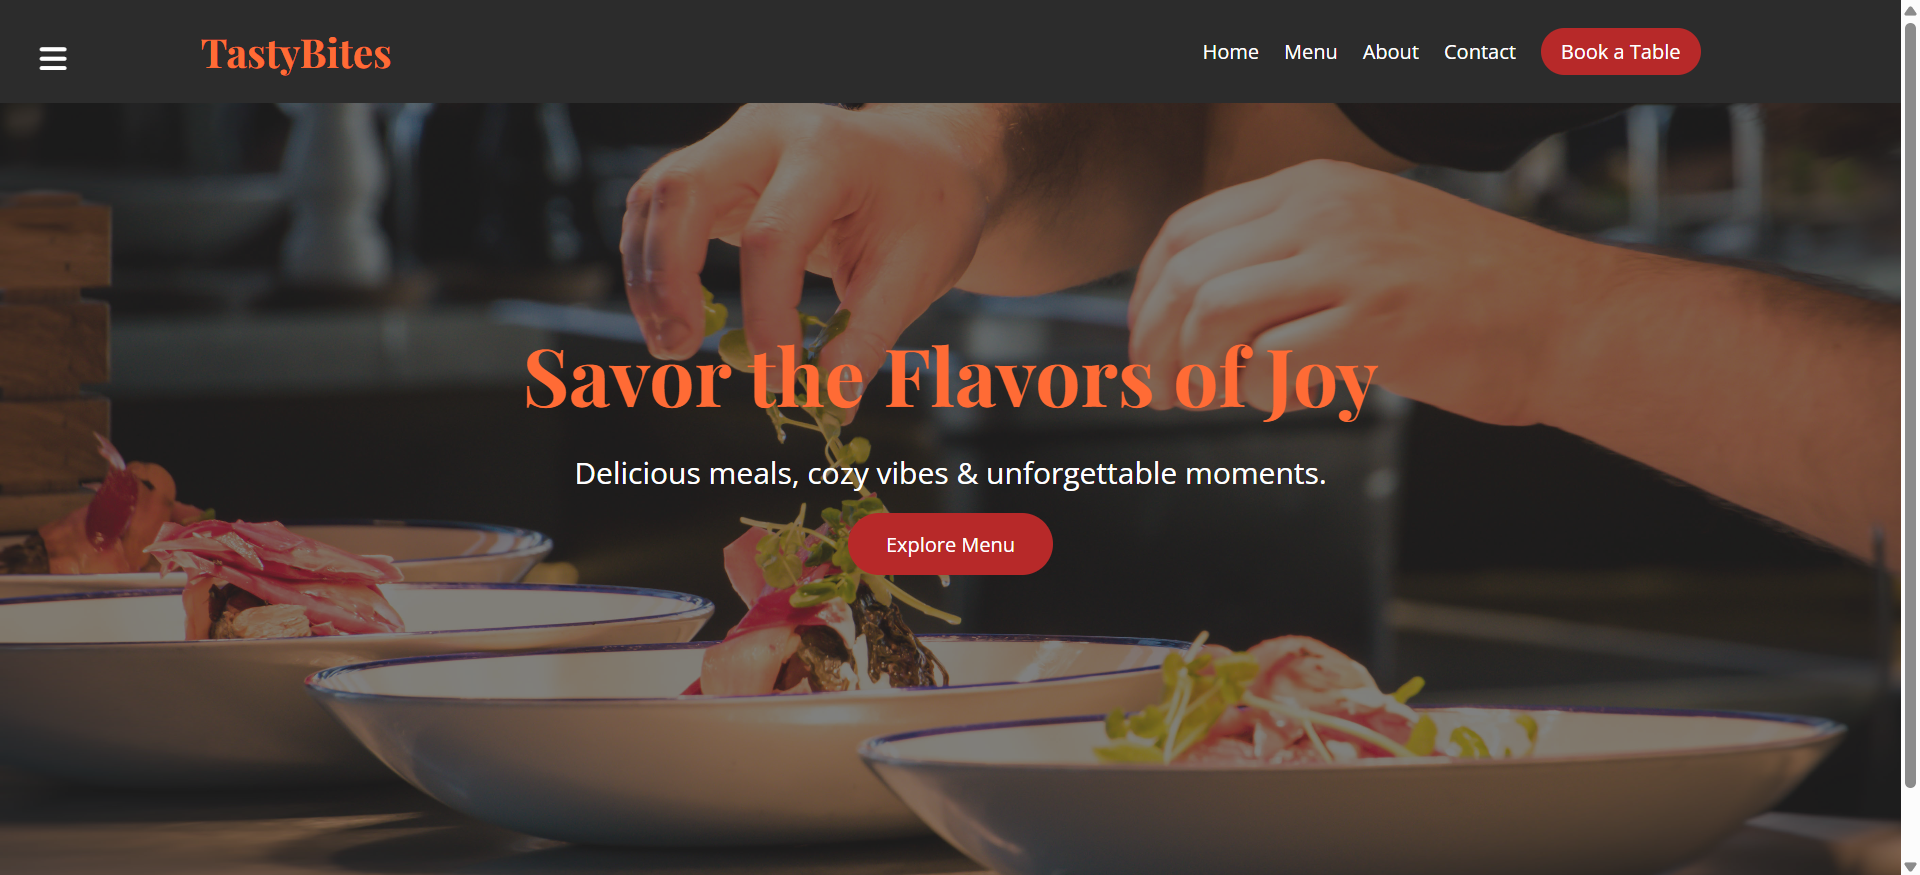 TastyBites
Home Menu About Contact Book a Table
Savor the Flavors of Joy
Delicious meals, cozy vibes & unforgettable moments.
Explore Menu